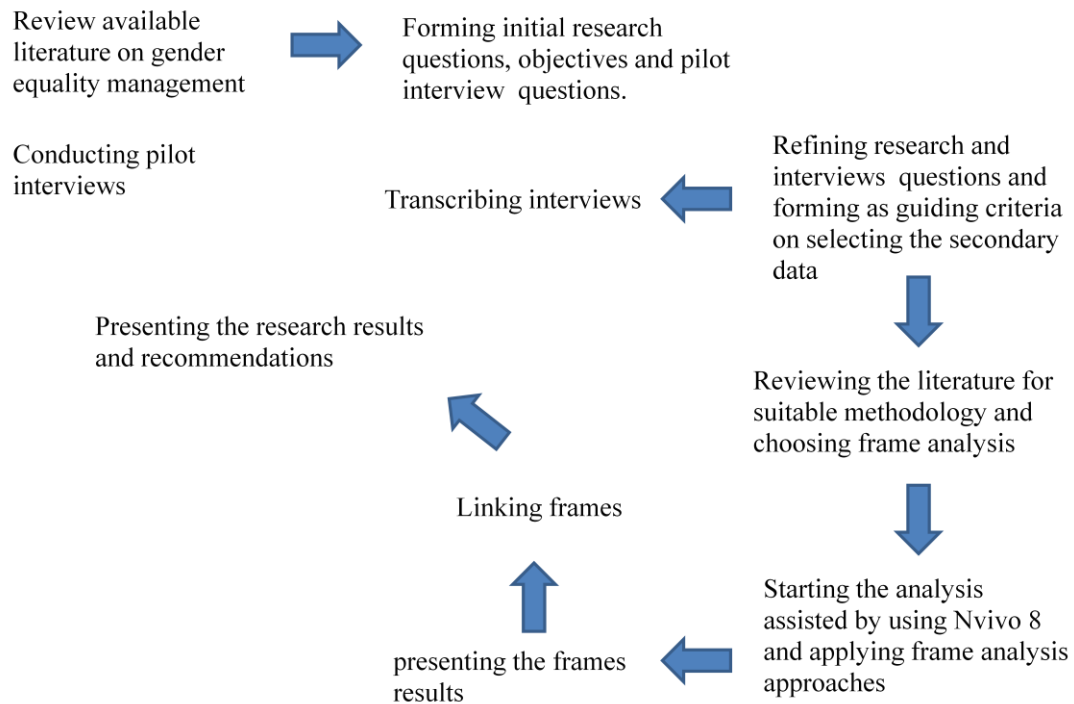 Review available
literature on gender
equality management
Forming initial research
questions, objectives and pilot
interview questions.
Conducting pilot
interviews
Transcribing interviews
Refining research and
interviews questions and
forming as guiding criteria
on selecting the secondary
data
Reviewing the literature for
suitable methodology and
choosing frame analysis
Starting the analysis
assisted by using Nvivo 8
and applying frame analysis
approaches
presenting the frames
results
Linking frames
Presenting the research results
and recommendations